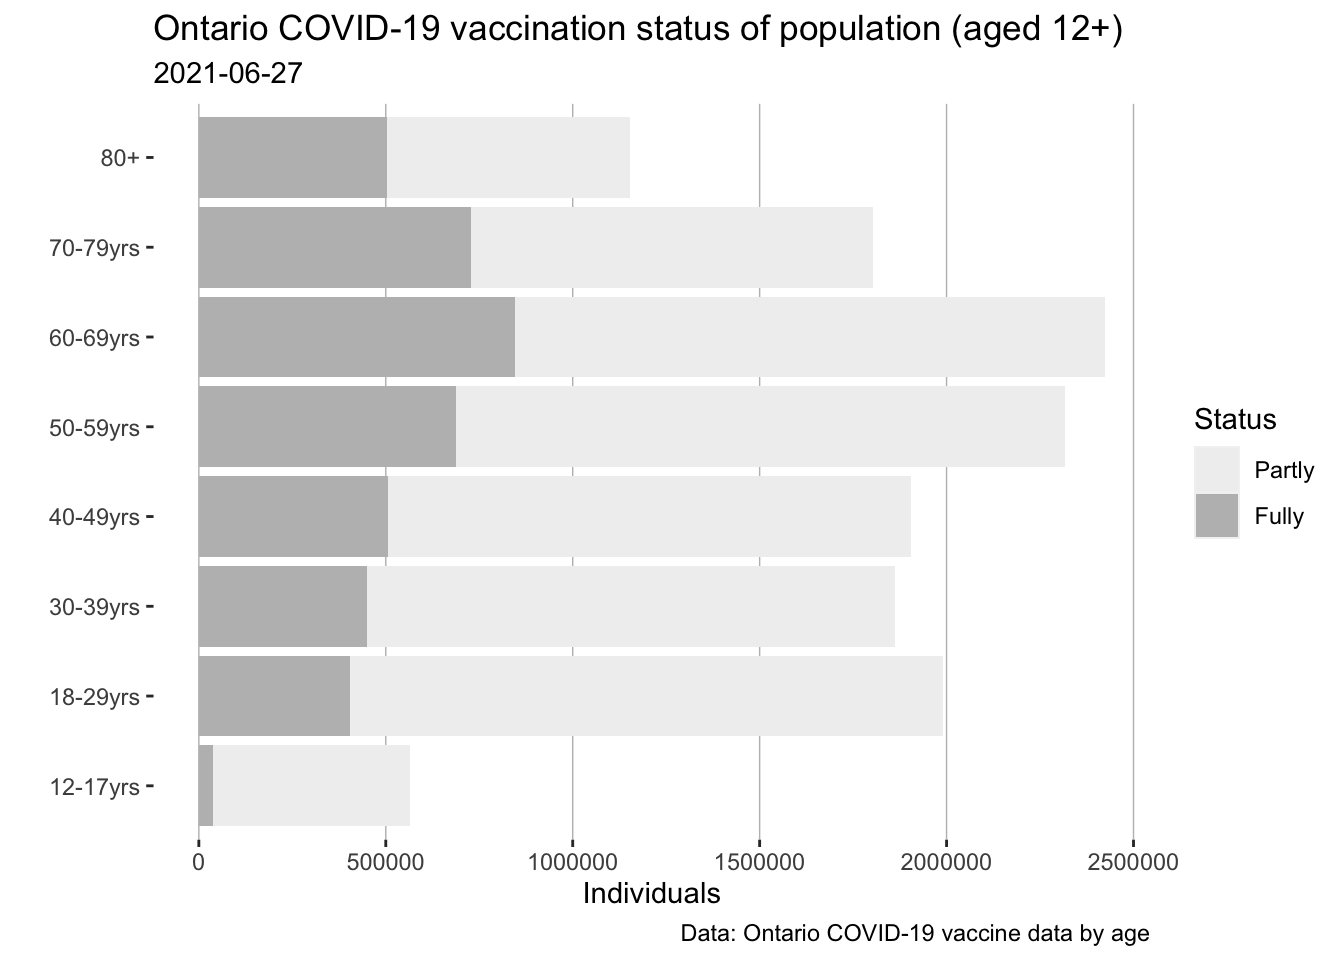 Ontario COVID-19 vaccination status of population (aged 12+)
2021-06-27
80+
70-79yrs
60-69yrs
50-59yrs
40-49yrs
30-39yrs
18-29yrs
12-17yrs
0 500000 1000000 1500000 2000000 2500000
Individuals
Status
Partly
Fully
Data: Ontario COVID-19 vaccine data by age